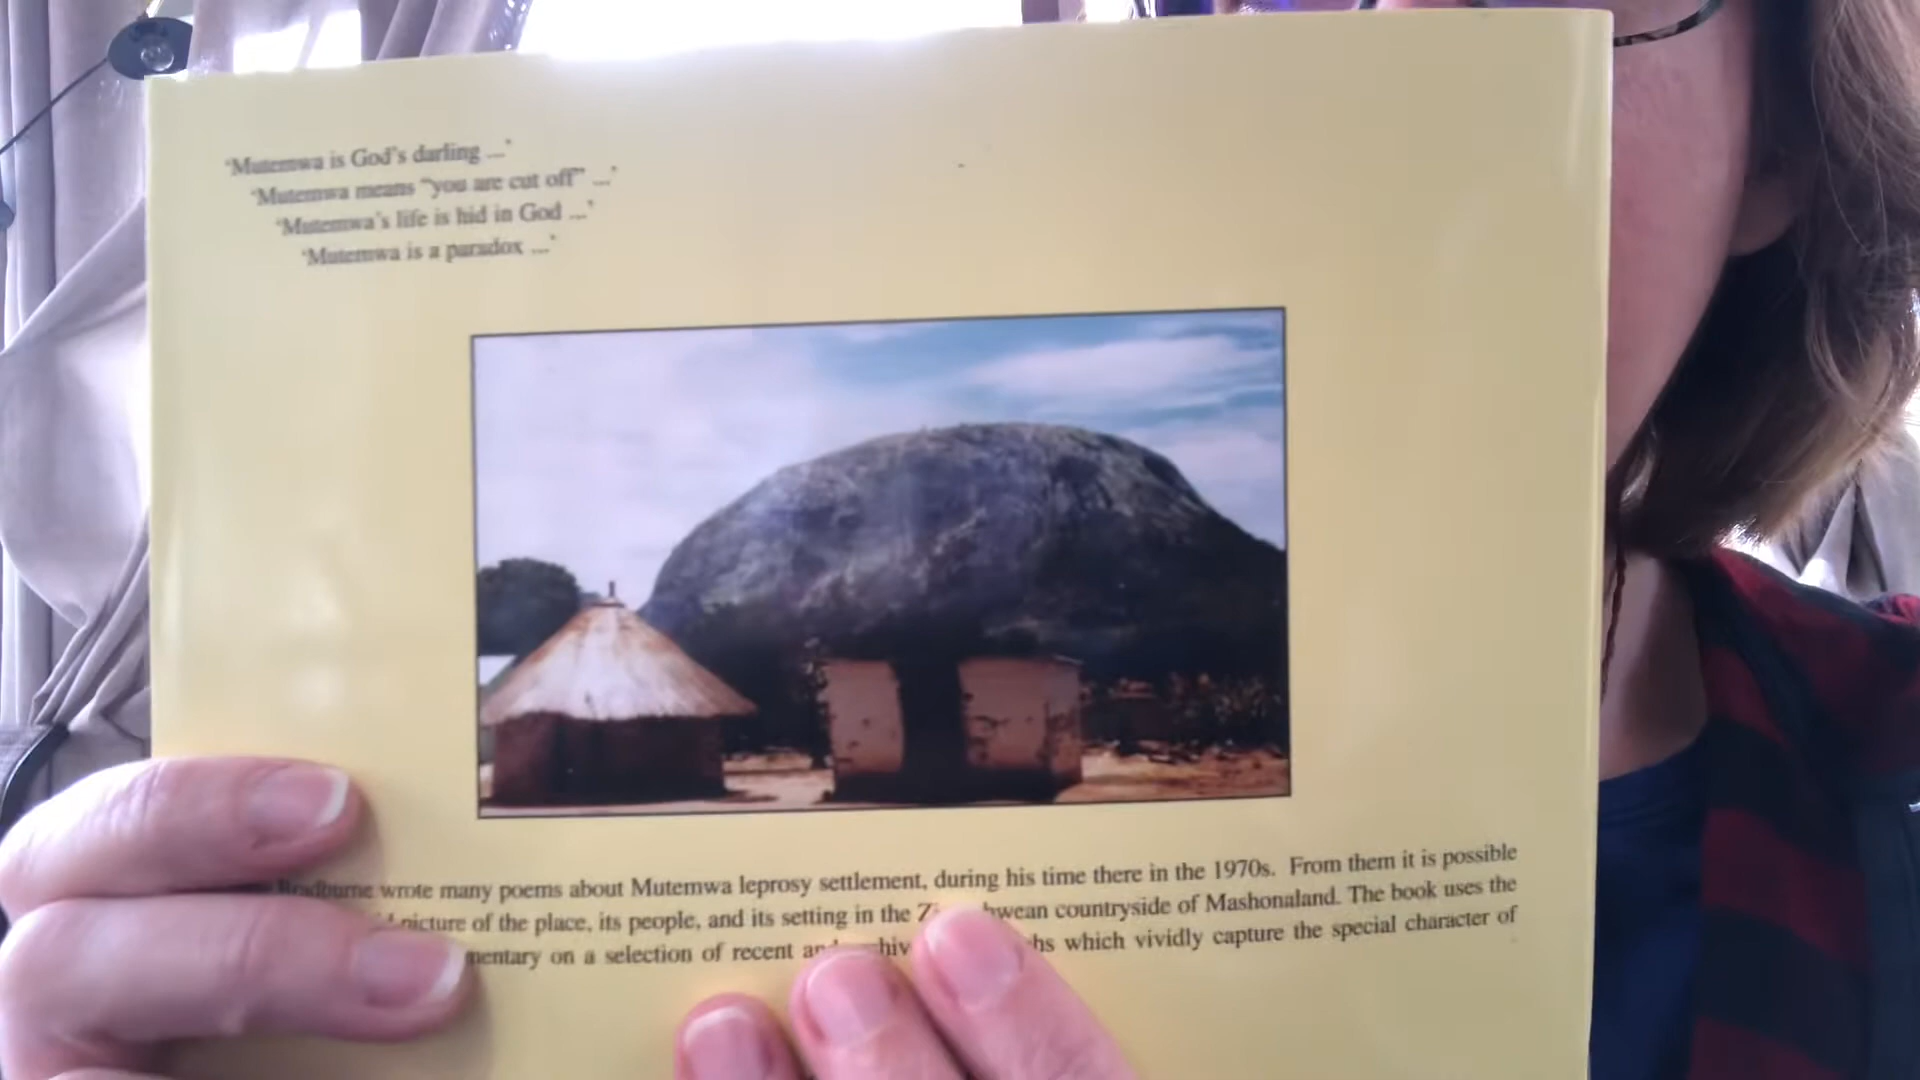 ‘Mutemwa is God's darling ...’
‘Mutemwa means “you are cut off” ...’
‘Mutemwa's life is hid in God ...’
‘Mutemwa is a paradox ...’
Bradburne wrote many poems about Mutemwa leprosy settlement, during his time there in the 1970s. From them it is possible
picture of the place, its people, and its setting in the countryside of Mashonaland. The book uses the
on a selection of recent which vividly capture the special character of